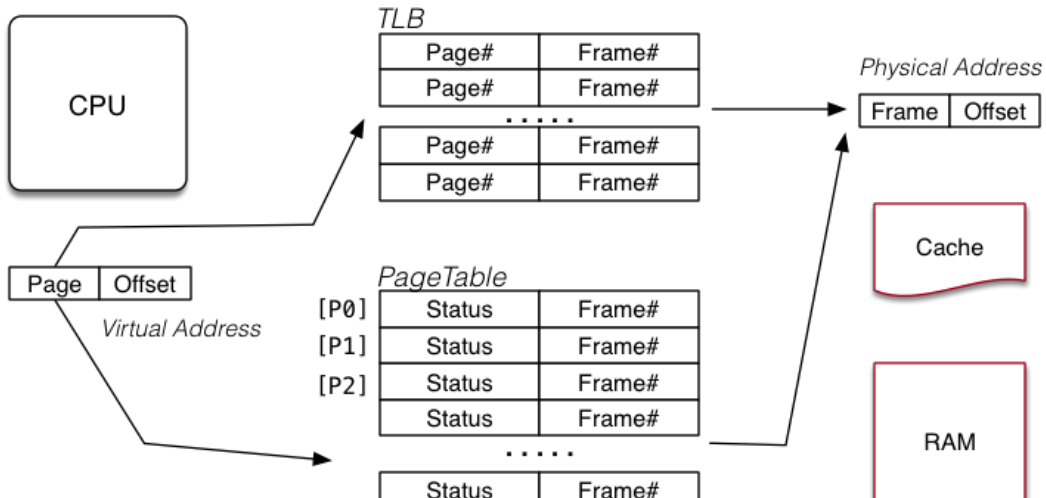 TLB
Page# Frame#
Page# Frame#
.....
Page# Frame#
Page# Frame#
CPU
Physical Address
Frame Offset
Cache
Page Offset
Virtual Address
PageTable
[P0] Status Frame#
[P1] Status Frame#
[P2] Status Frame#
Status Frame#
.....
Status Frame#
RAM